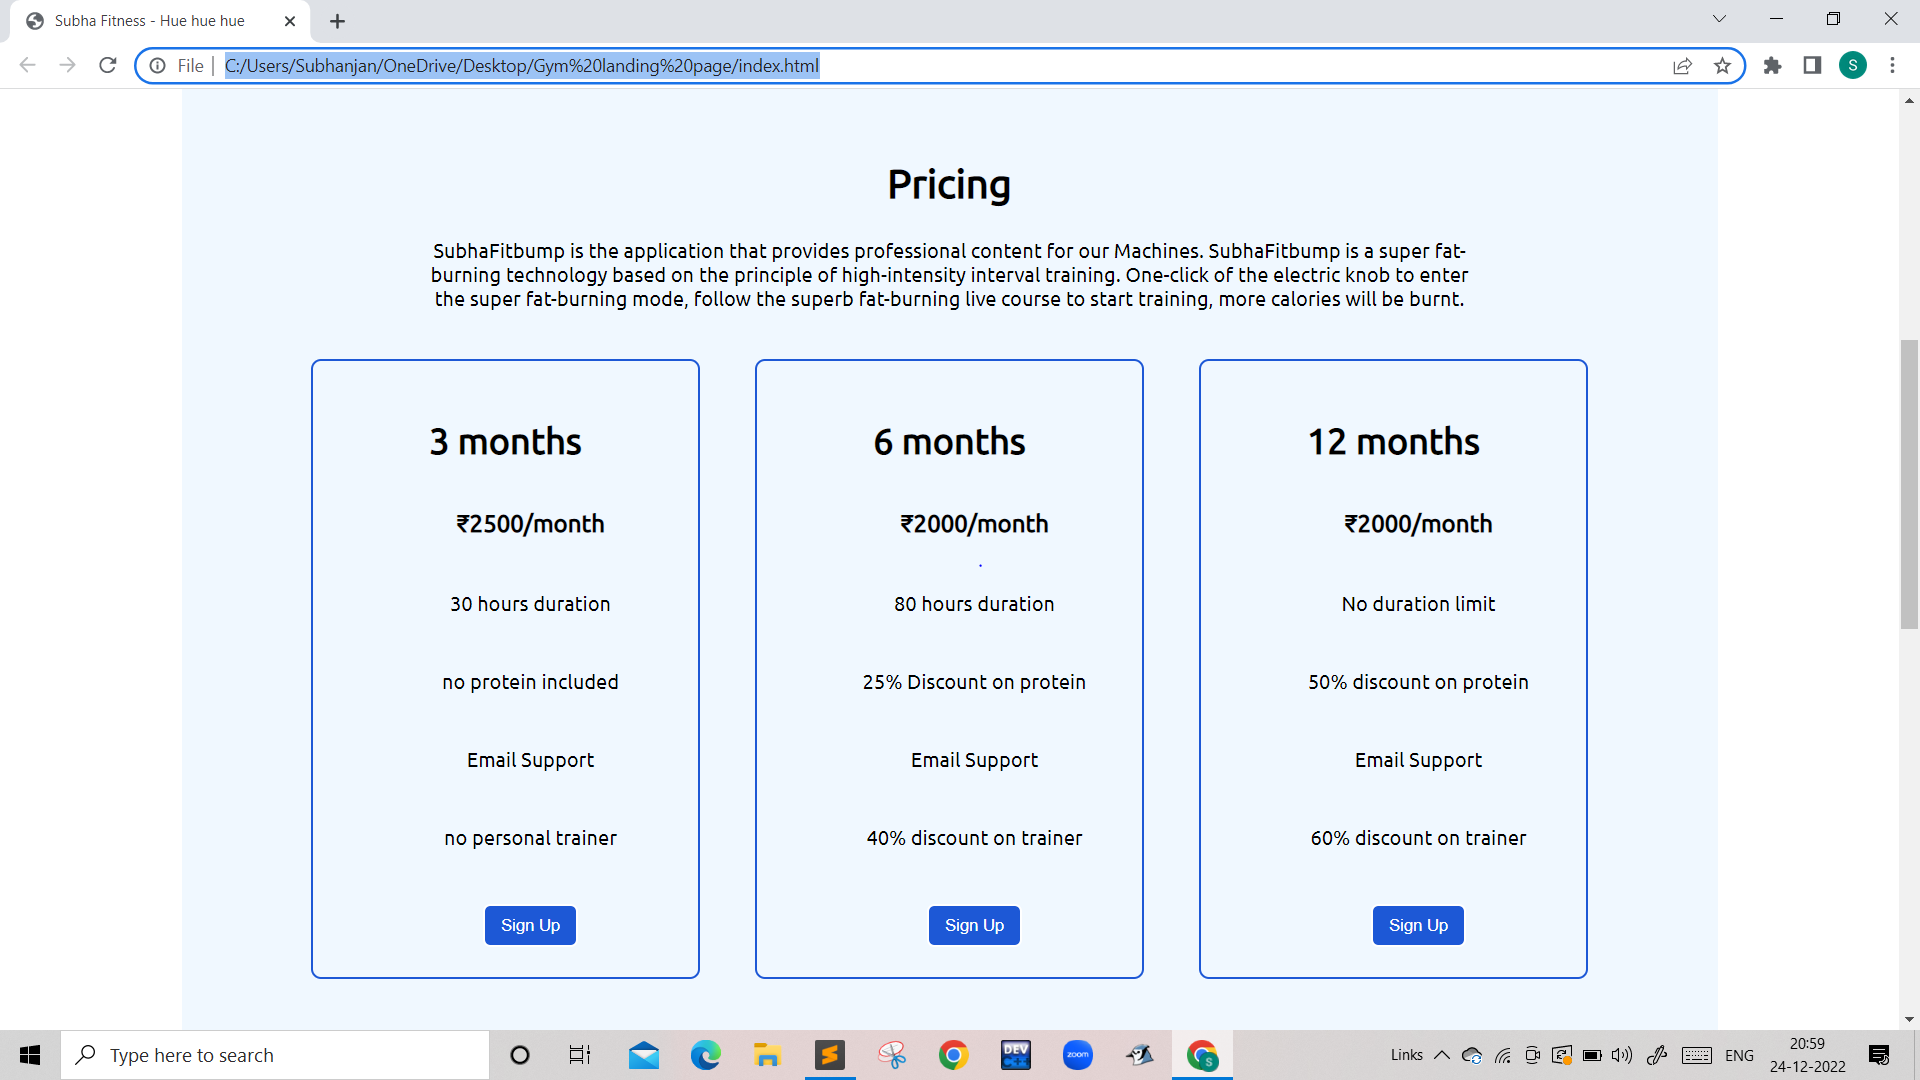 Subha Fitness - Hue hue hue
File | C:/Users/Subhanjan/OneDrive/Desktop/Gym%20landing%20page/index.html
S
Pricing
SubhaFitbump is the application that provides professional content for our Machines. SubhaFitbump is a super fat-
burning technology based on the principle of high-intensity interval training. One-click of the electric knob to enter
the super fat-burning mode, follow the superb fat-burning live course to start training, more calories will be burnt.
3 months
₹2500/month
30 hours duration
no protein included
Email Support
no personal trainer
Sign Up
6 months
₹2000/month
80 hours duration
25% Discount on protein
Email Support
40% discount on trainer
Sign Up
12 months
₹2000/month
No duration limit
50% discount on protein
Email Support
60% discount on trainer
Sign Up
Type here to search
DEV
C++
zoom
S
Links
ENG
20:59
24-12-2022